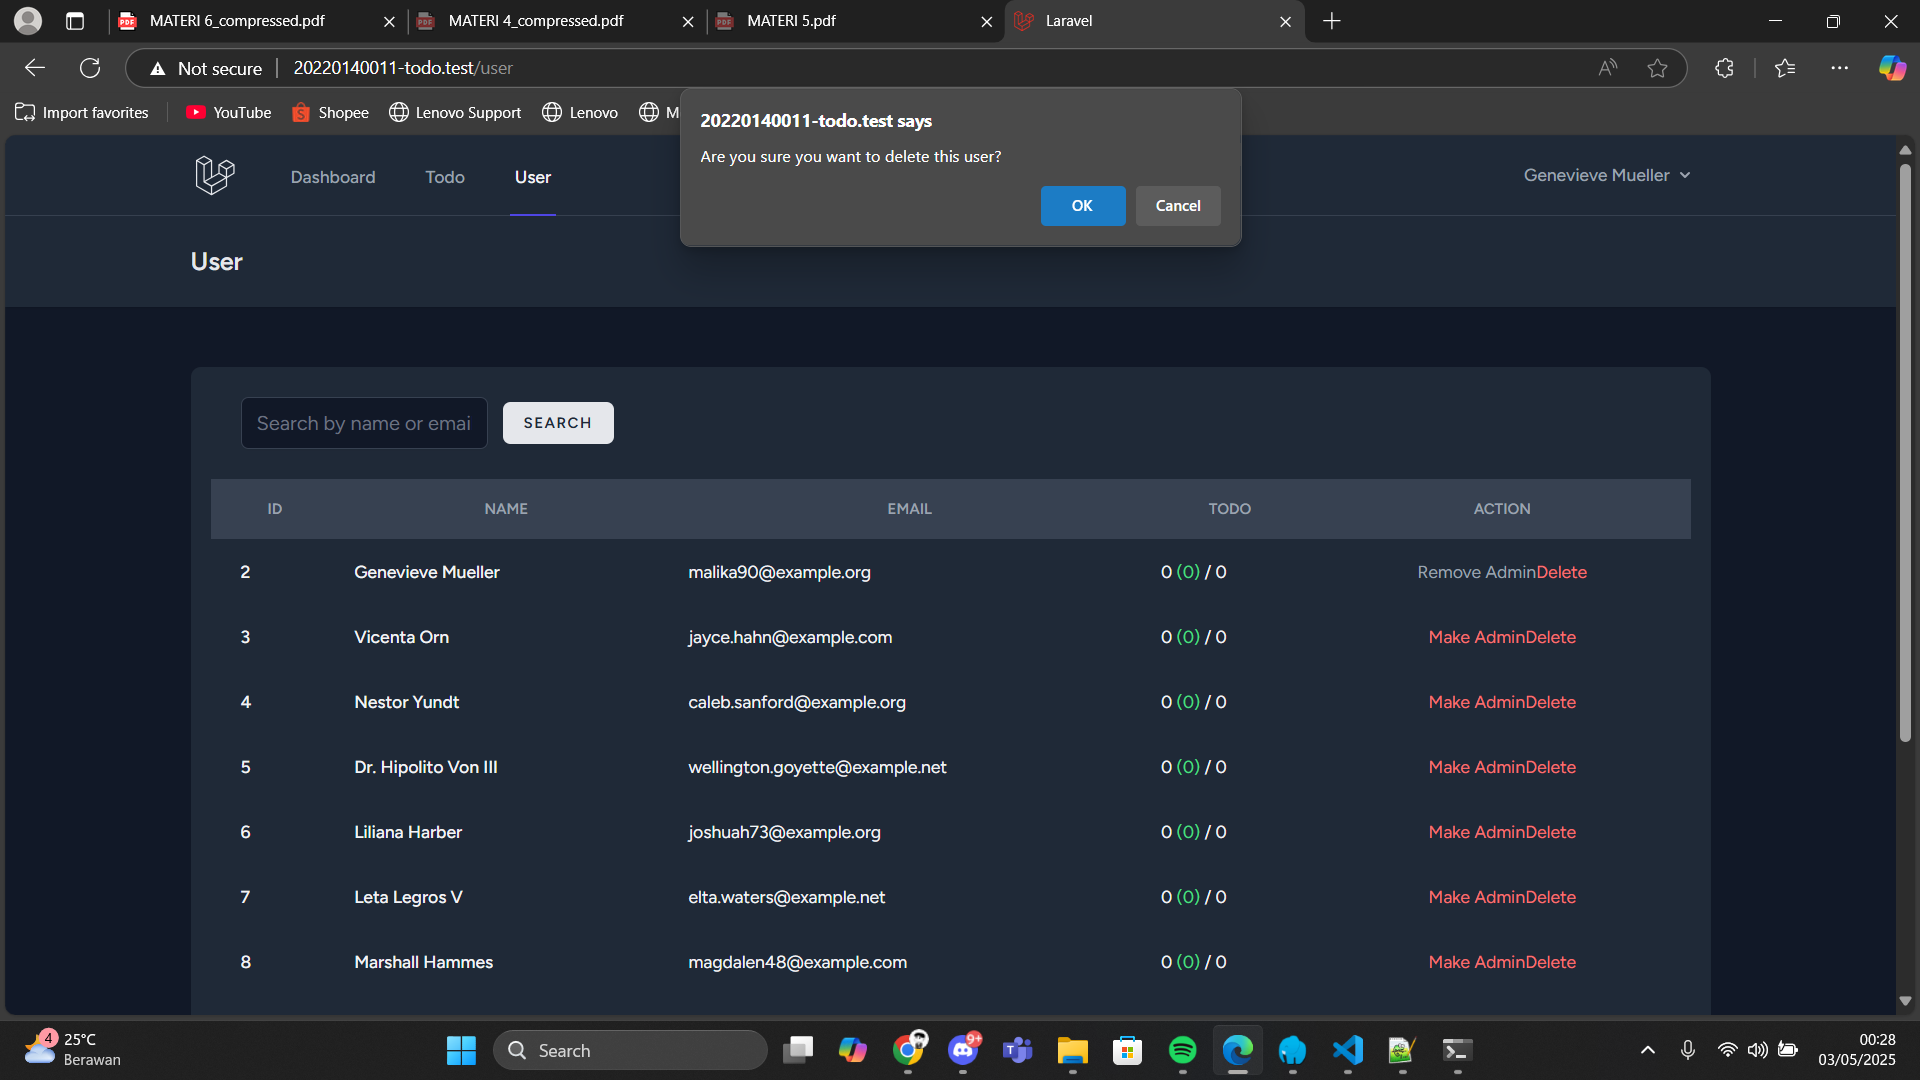 MATERI 6_compressed.pdf
MATERI 4_compressed.pdf
MATERI 5.pdf
Laravel
Not secure
20220140011-todo.test/user
Import favorites
YouTube
Shopee
Lenovo Support
Lenovo
M
20220140011-todo.test says
Are you sure you want to delete this user?
OK
Cancel
Dashboard
Todo
User
Genevieve Mueller
User
Search by name or emai
SEARCH
ID NAME EMAIL TODO ACTION
2 Genevieve Mueller malika90@example.org 0 (0) / 0 Remove AdminDelete
3 Vicenta Orn jayce.hahn@example.com 0 (0) / 0 Make AdminDelete
4 Nestor Yundt caleb.sanford@example.org 0 (0) / 0 Make AdminDelete
5 Dr. Hipolito Von III wellington.goyette@example.net 0 (0) / 0 Make AdminDelete
6 Liliana Harber joshuah73@example.org 0 (0) / 0 Make AdminDelete
7 Leta Legros V elta.waters@example.net 0 (0) / 0 Make AdminDelete
8 Marshall Hammes magdalen48@example.com 0 (0) / 0 Make AdminDelete
4
25°C
Berawan
Search
9+
00:28
03/05/2025